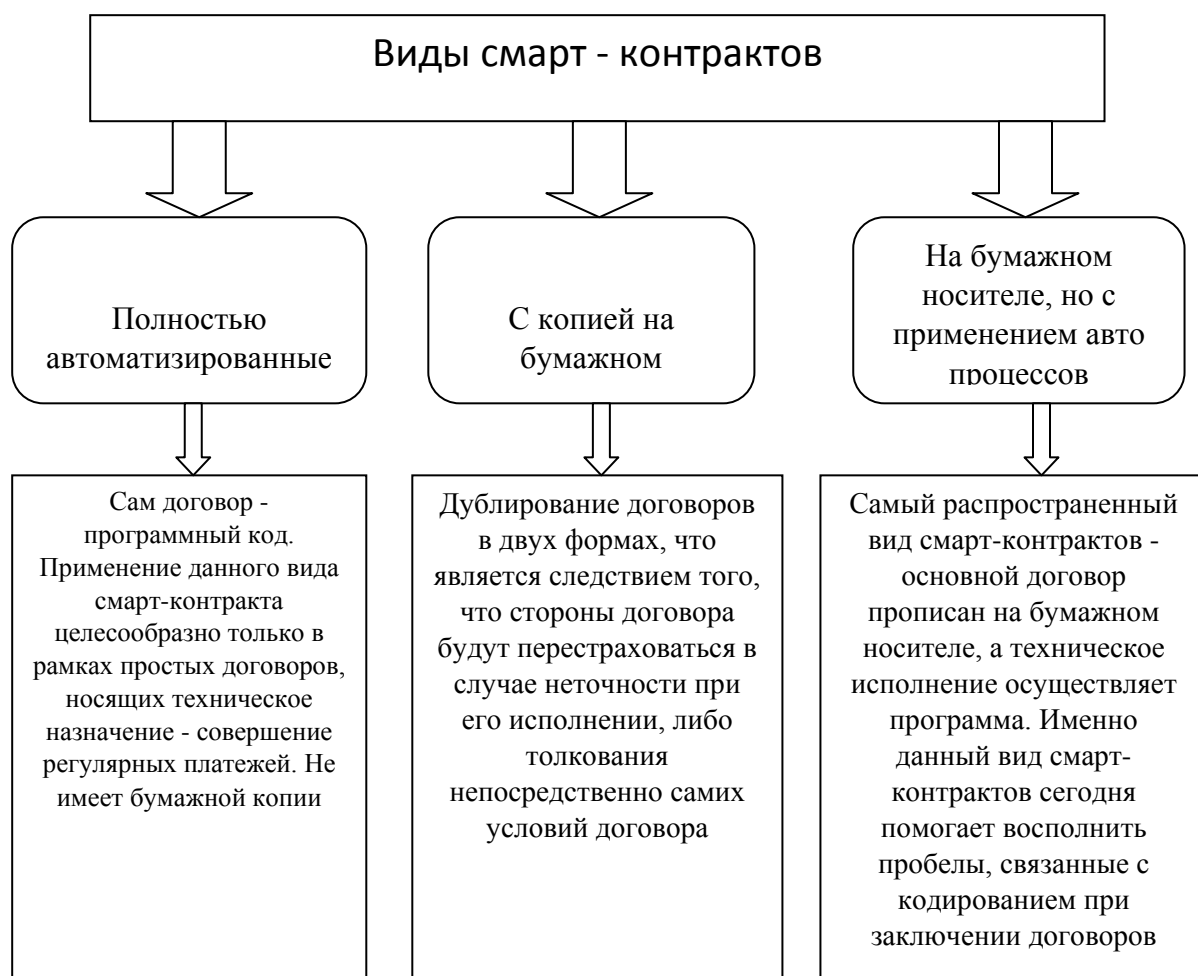 Виды смарт - контрактов
Полностью
автоматизированные
С копией на
бумажном
На бумажном
носителе, но с
применением авто
процессов
Сам договор -
программный код.
Применение данного вида
смарт-контракта
целесообразно только в
рамках простых договоров,
носящих техническое
назначение - совершение
регулярных платежей. Не
имеет бумажной копии
Дублирование договоров
в двух формах, что
является следствием того,
что стороны договора
будут перестраховаться в
случае неточности при
его исполнении, либо
толкования
непосредственно самих
условий договора
Самый распространенный
вид смарт-контрактов -
основной договор
прописан на бумажном
носителе, а техническое
исполнение осуществляет
программа. Именно
данный вид смарт-
контрактов сегодня
помогает восполнить
пробелы, связанные с
кодированием при
заключении договоров